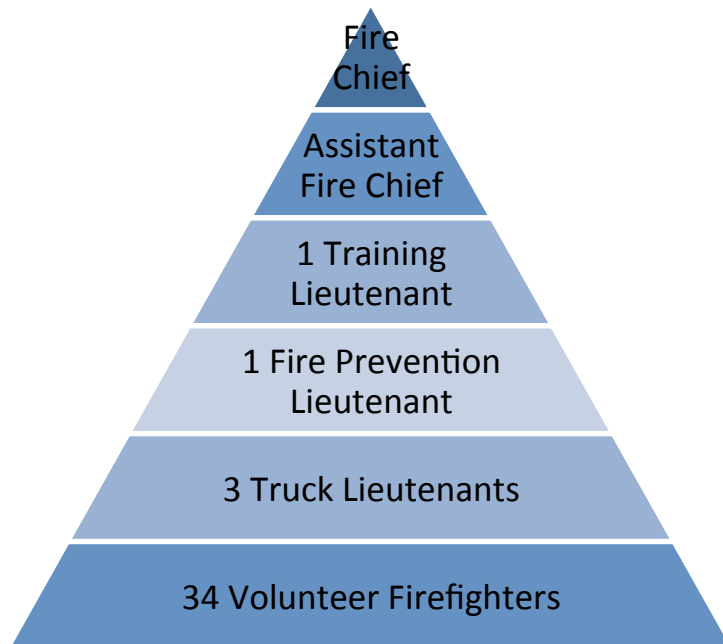 Fire
Chief
Assistant
Fire Chief
1 Training
Lieutenant
1 Fire Prevention
Lieutenant
3 Truck Lieutenants
34 Volunteer Firefighters